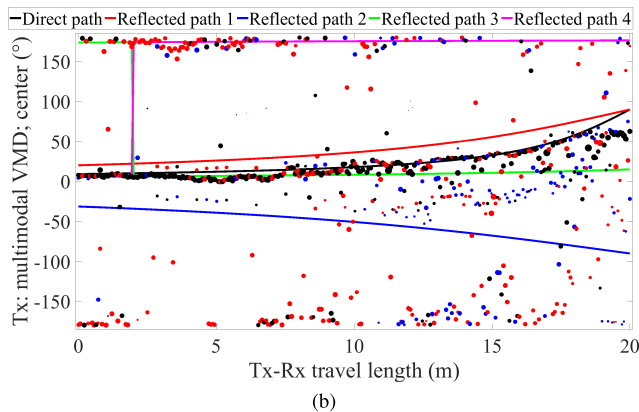 Direct path Reflected path 1 Reflected path 2 Reflected path 3 Reflected path 4
Tx: multimodal VMD; center (°)
150
100
50
0
-50
-100
-150
0 5 10 15 20
Tx-Rx travel length (m)
(b)